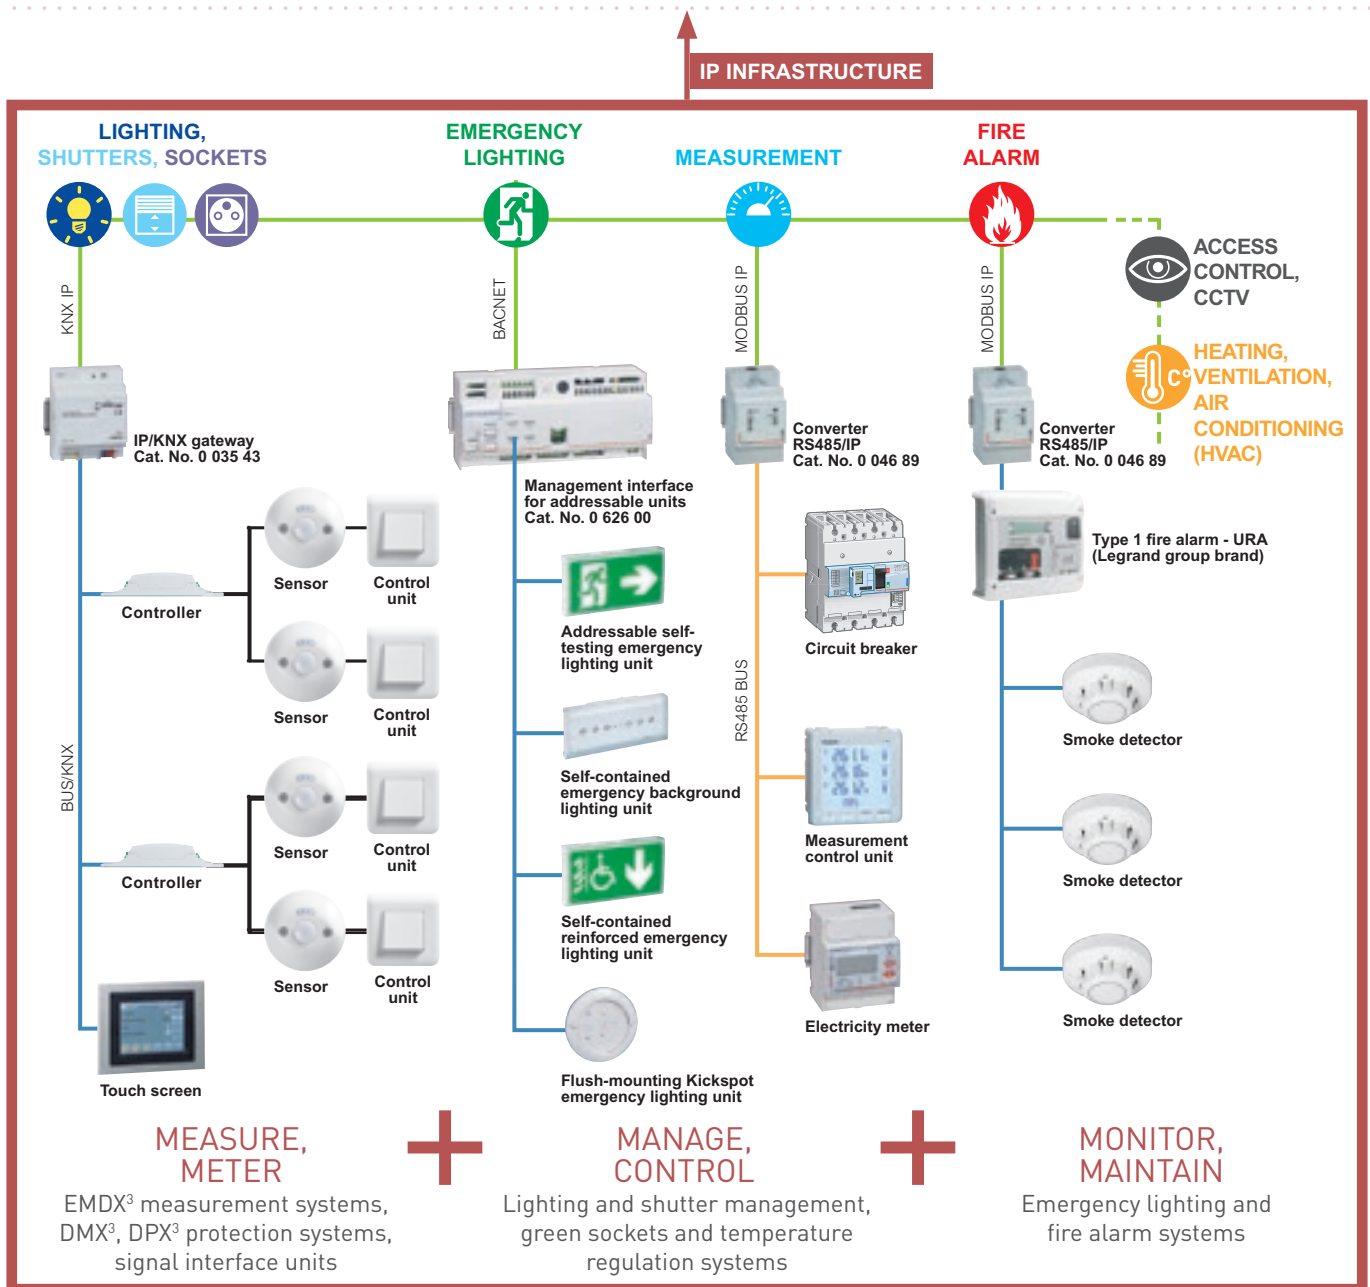 IP INFRASTRUCTURE
LIGHTING,
SHUTTERS, SOCKETS
EMERGENCY
LIGHTING
MEASUREMENT
FIRE
ALARM
ACCESS
CONTROL,
CCTV
HEATING,
VENTILATION,
AIR
CONDITIONING
(HVAC)
C°
KNX IP
IP/KNX gateway
Cat. No. 0 035 43
BUS/KNX
Controller
Sensor
Control
unit
Sensor
Control
unit
Controller
Sensor
Control
unit
Sensor
Control
unit
Touch screen
BACNET
Management interface
for addressable units
Cat. No. 0 626 00
Addressable self-
testing emergency
lighting unit
Self-contained
emergency background
lighting unit
Self-contained
reinforced emergency
lighting unit
Flush-mounting Kickspot
emergency lighting unit
MODBUS IP
Converter
RS485/IP
Cat. No. 0 046 89
RS485 BUS
Circuit breaker
Measurement
control unit
Electricity meter
MODBUS IP
Converter
RS485/IP
Cat. No. 0 046 89
Type 1 fire alarm - URA
(Legrand group brand)
Smoke detector
Smoke detector
Smoke detector
MEASURE,
METER
EMDX³ measurement systems,
DMX³, DPX³ protection systems,
signal interface units
+
MANAGE,
CONTROL
Lighting and shutter management,
green sockets and temperature
regulation systems
+
MONITOR,
MAINTAIN
Emergency lighting and
fire alarm systems